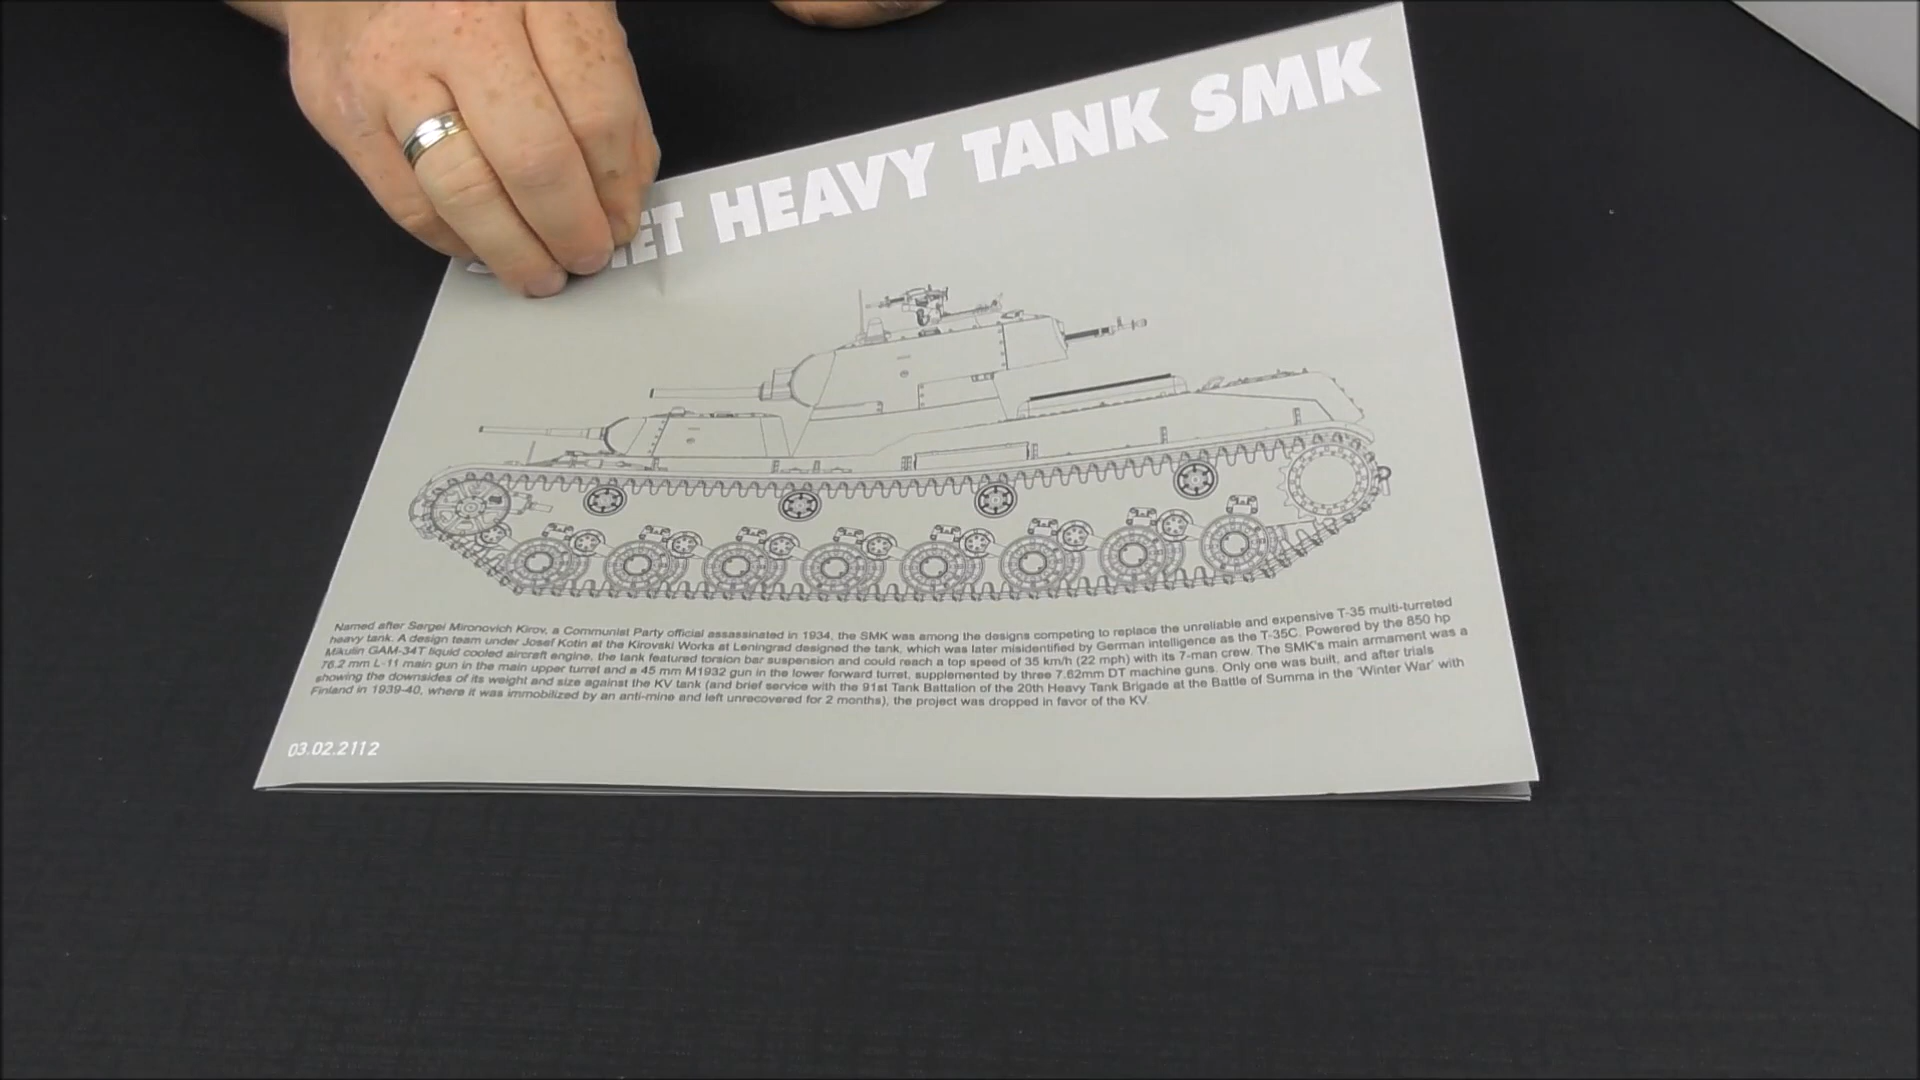 ET HEAVY TANK SMK
Named after Sergei Mironovich Kirov, a Communist Party official assassinated in 1934, the SMK was among the designs competing to replace the unreliable and expensive T-35 multi-turreted
heavy tank. A design team under Josef Kotin at the Kirovski Works at Leningrad designed the tank, which was later misidentified by German intelligence as the T-35C. Powered by the 850 hp
Mikulin GAM-34T liquid cooled aircraft engine, the tank featured torsion bar suspension and could reach a top speed of 35 km/h (22 mph) with its 7-man crew. The SMK's main armament was a
76.2 mm L-11 main gun in the main upper turret and a 45 mm M1932 gun in the lower forward turret, supplemented by three 7.62mm DT machine guns. Only one was built, and after trials
showing the downsides of its weight and size against the KV tank (and brief service with the 91st Tank Battalion of the 20th Heavy Tank Brigade at the Battle of Summa in the 'Winter War' with
Finland in 1939-40, where it was immobilized by an anti-mine and left unrecovered for 2 months), the project was dropped in favor of the KV.
03.02.2112